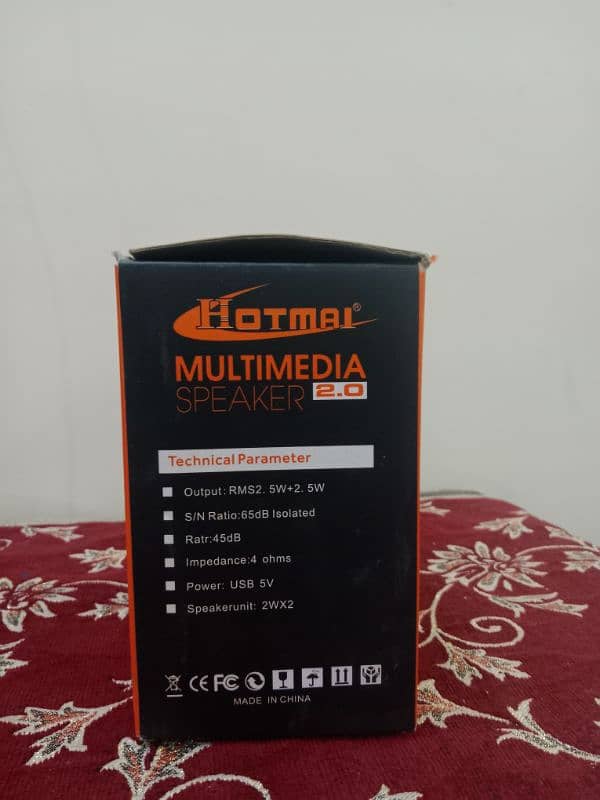 HOTMAI®
MULTIMEDIA
SPEAKER 2.0
Technical Parameter
Output: RMS2. 5W+2. 5W
S/N Ratio:65dB Isolated
Ratr:45dB
Impedance:4 ohms
Power: USB 5V
Speakerunit: 2WX2
CE FC
MADE IN CHINA